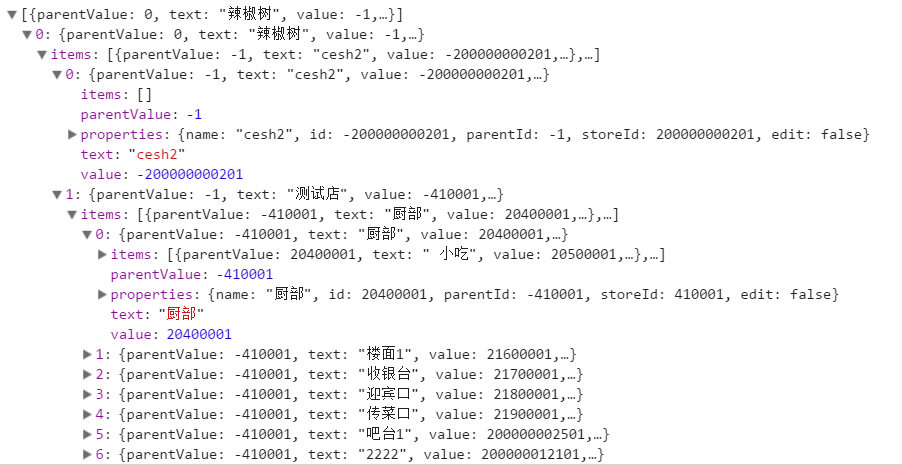 [{parentValue: 0, text: "辣椒树", value: -1,…}]
0: {parentValue: 0, text: "辣椒树", value: -1,…}
items: [{parentValue: -1, text: "cesh2", value: -200000000201,…},…]
0: {parentValue: -1, text: "cesh2", value: -200000000201,…}
items: []
parentValue: -1
properties: {name: "cesh2", id: -200000000201, parentId: -1, storeId: 200000000201, edit: false}
text: "cesh2"
value: -200000000201
1: {parentValue: -1, text: "测试店", value: -410001,…}
items: [{parentValue: -410001, text: "厨部", value: 20400001,…},…]
0: {parentValue: -410001, text: "厨部", value: 20400001,…}
items: [{parentValue: 20400001, text: " 小吃", value: 20500001,…},…]
parentValue: -410001
properties: {name: "厨部", id: 20400001, parentId: -410001, storeId: 410001, edit: false}
text: "厨部"
value: 20400001
1: {parentValue: -410001, text: "楼面1", value: 21600001,…}
2: {parentValue: -410001, text: "收银台", value: 21700001,…}
3: {parentValue: -410001, text: "迎宾口", value: 21800001,…}
4: {parentValue: -410001, text: "传菜口", value: 21900001,…}
5: {parentValue: -410001, text: "吧台1", value: 200000002501,…}
6: {parentValue: -410001, text: "2222", value: 200000012101,…}